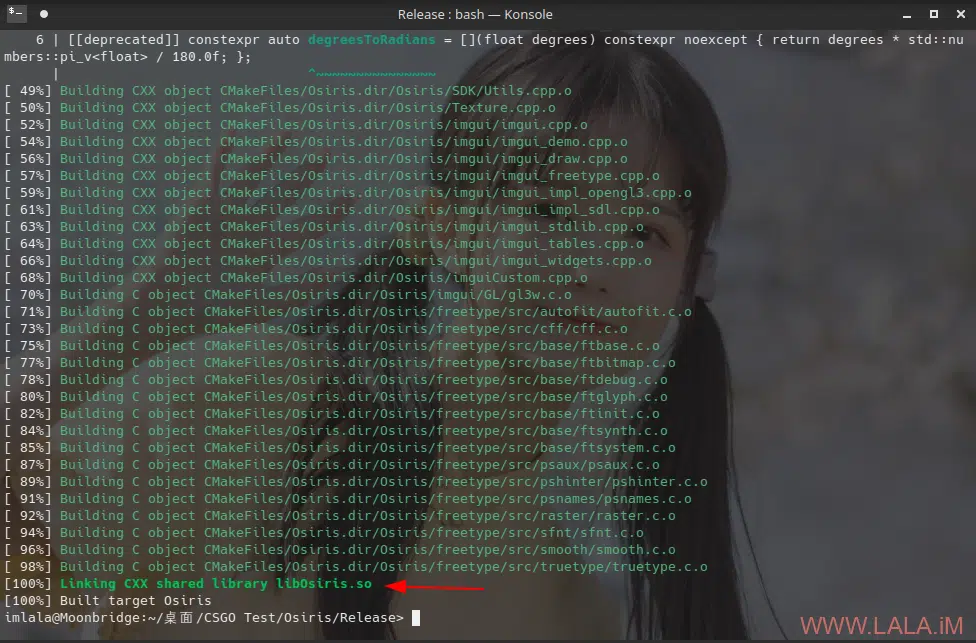 Release : bash — Konsole
6 | [[deprecated]] constexpr auto degreesToRadians = [](float degrees) constexpr noexcept { return degrees * std::nu
mbers::pi_v<float> / 180.0f; };
| ^~~~~~~~~~~~~~~~
[ 49%] Building CXX object CMakeFiles/Osiris.dir/Osiris/SDK/Utils.cpp.o
[ 50%] Building CXX object CMakeFiles/Osiris.dir/Osiris/Texture.cpp.o
[ 52%] Building CXX object CMakeFiles/Osiris.dir/Osiris/imgui/imgui.cpp.o
[ 54%] Building CXX object CMakeFiles/Osiris.dir/Osiris/imgui/imgui_demo.cpp.o
[ 56%] Building CXX object CMakeFiles/Osiris.dir/Osiris/imgui/imgui_draw.cpp.o
[ 57%] Building CXX object CMakeFiles/Osiris.dir/Osiris/imgui/imgui_freetype.cpp.o
[ 59%] Building CXX object CMakeFiles/Osiris.dir/Osiris/imgui/imgui_impl_opengl3.cpp.o
[ 61%] Building CXX object CMakeFiles/Osiris.dir/Osiris/imgui/imgui_impl_sdl.cpp.o
[ 63%] Building CXX object CMakeFiles/Osiris.dir/Osiris/imgui/imgui_stdlib.cpp.o
[ 64%] Building CXX object CMakeFiles/Osiris.dir/Osiris/imgui/imgui_tables.cpp.o
[ 66%] Building CXX object CMakeFiles/Osiris.dir/Osiris/imgui/imgui_widgets.cpp.o
[ 68%] Building CXX object CMakeFiles/Osiris.dir/Osiris/imguiCustom.cpp.o
[ 70%] Building C object CMakeFiles/Osiris.dir/Osiris/imgui/GL/gl3w.c.o
[ 71%] Building C object CMakeFiles/Osiris.dir/Osiris/freetype/src/autofit/autofit.c.o
[ 73%] Building C object CMakeFiles/Osiris.dir/Osiris/freetype/src/cff/cff.c.o
[ 75%] Building C object CMakeFiles/Osiris.dir/Osiris/freetype/src/base/ftbase.c.o
[ 77%] Building C object CMakeFiles/Osiris.dir/Osiris/freetype/src/base/ftbitmap.c.o
[ 78%] Building C object CMakeFiles/Osiris.dir/Osiris/freetype/src/base/ftdebug.c.o
[ 80%] Building C object CMakeFiles/Osiris.dir/Osiris/freetype/src/base/ftglyph.c.o
[ 82%] Building C object CMakeFiles/Osiris.dir/Osiris/freetype/src/base/ftinit.c.o
[ 84%] Building C object CMakeFiles/Osiris.dir/Osiris/freetype/src/base/ftsynth.c.o
[ 85%] Building C object CMakeFiles/Osiris.dir/Osiris/freetype/src/base/ftsystem.c.o
[ 87%] Building C object CMakeFiles/Osiris.dir/Osiris/freetype/src/psaux/psaux.c.o
[ 89%] Building C object CMakeFiles/Osiris.dir/Osiris/freetype/src/pshinter/pshinter.c.o
[ 91%] Building C object CMakeFiles/Osiris.dir/Osiris/freetype/src/psnames/psnames.c.o
[ 92%] Building C object CMakeFiles/Osiris.dir/Osiris/freetype/src/raster/raster.c.o
[ 94%] Building C object CMakeFiles/Osiris.dir/Osiris/freetype/src/sfnt/sfnt.c.o
[ 96%] Building C object CMakeFiles/Osiris.dir/Osiris/freetype/src/smooth/smooth.c.o
[ 98%] Building C object CMakeFiles/Osiris.dir/Osiris/freetype/src/truetype/truetype.c.o
[100%] Linking CXX shared library libOsiris.so
[100%] Built target Osiris
imlala@Moonbridge:~/桌面/CSGO Test/Osiris/Release>
WWW.LALA.iM